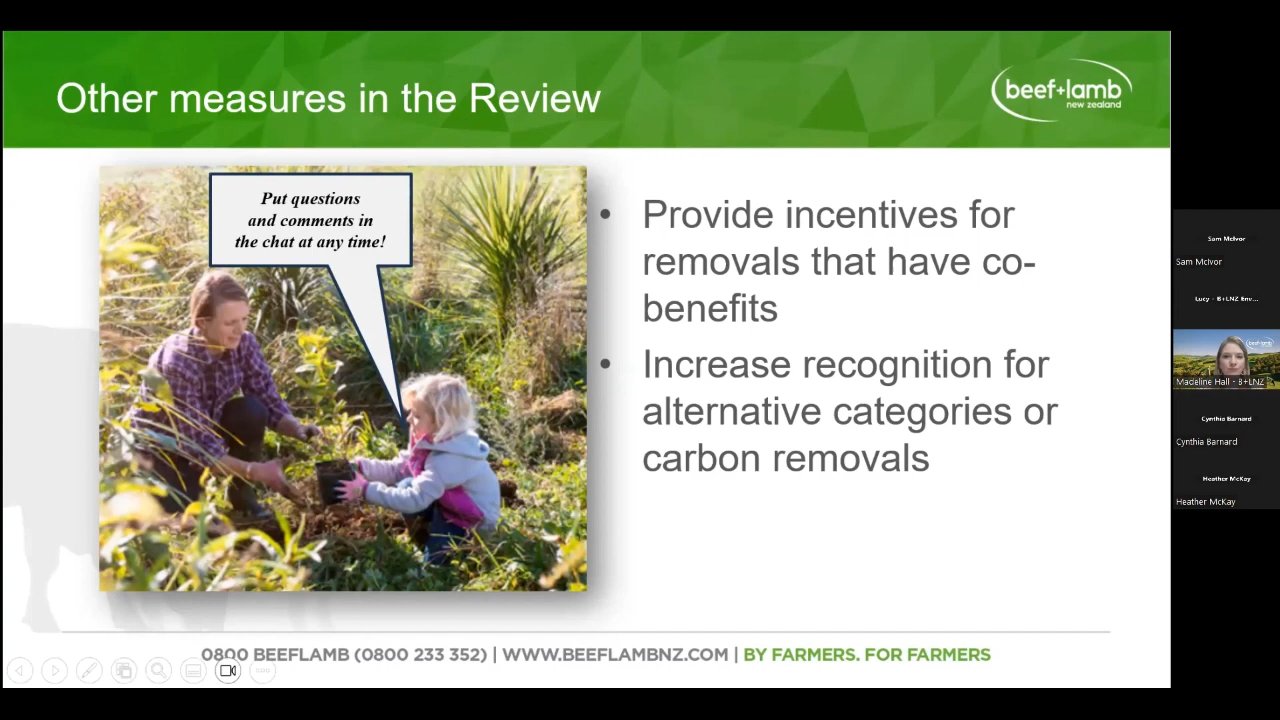 Other measures in the Review
beef+lamb
new zealand
Put questions
and comments in
the chat at any time!
• Provide incentives for
removals that have co-
benefits
• Increase recognition for
alternative categories or
carbon removals
0800 BEEFLAMB (0800 233 352) | WWW.BEEFLAMBNZ.COM | BY FARMERS. FOR FARMERS
Sam McIvor
Sam McIvor
Lucy - B+LNZ Env...
beef+lamb
Madeline Hall - B+LNZ
Cynthia Barnard
Cynthia Barnard
Heather McKay
Heather McKay